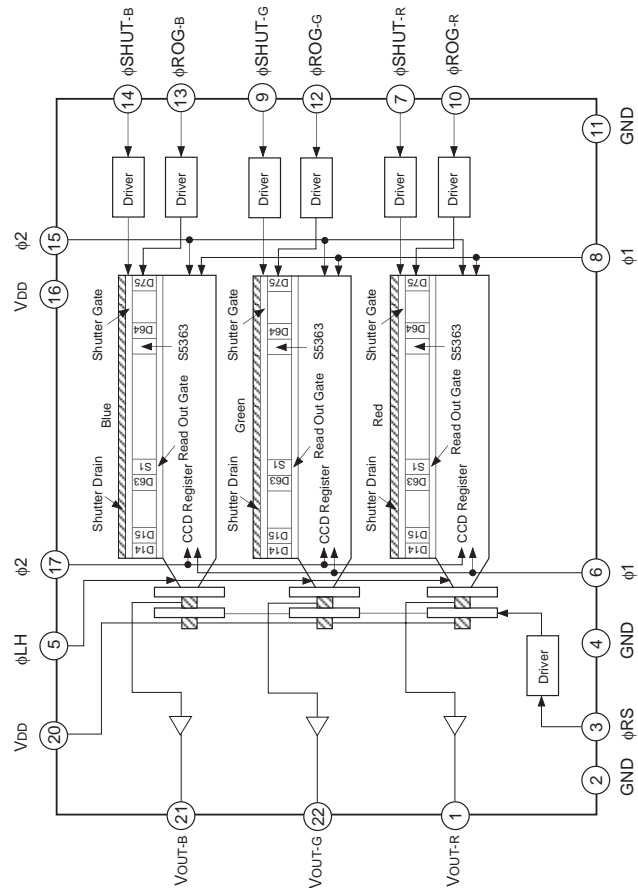 φSHUT-B
φROG-B
φSHUT-G
φROG-G
φSHUT-R
φROG-R
14
13
9
12
7
10
11
GND
Driver
Driver
Driver
Driver
Driver
Driver
φ2
15
VDD
16
8
φ1
D75
D64
S5363
Shutter Gate
Blue
Read Out Gate
S1
D63
Shutter Drain
CCD Register
D15
D14
D75
D64
S5363
Shutter Gate
Green
Read Out Gate
S1
D63
Shutter Drain
CCD Register
D15
D14
D75
D64
S5363
Shutter Gate
Red
Read Out Gate
S1
D63
Shutter Drain
CCD Register
D15
D14
φ2
17
6
φ1
φLH
5
4
GND
VDD
20
Driver
3
φRS
2
GND
21
22
1
VOUT-B
VOUT-G
VOUT-R